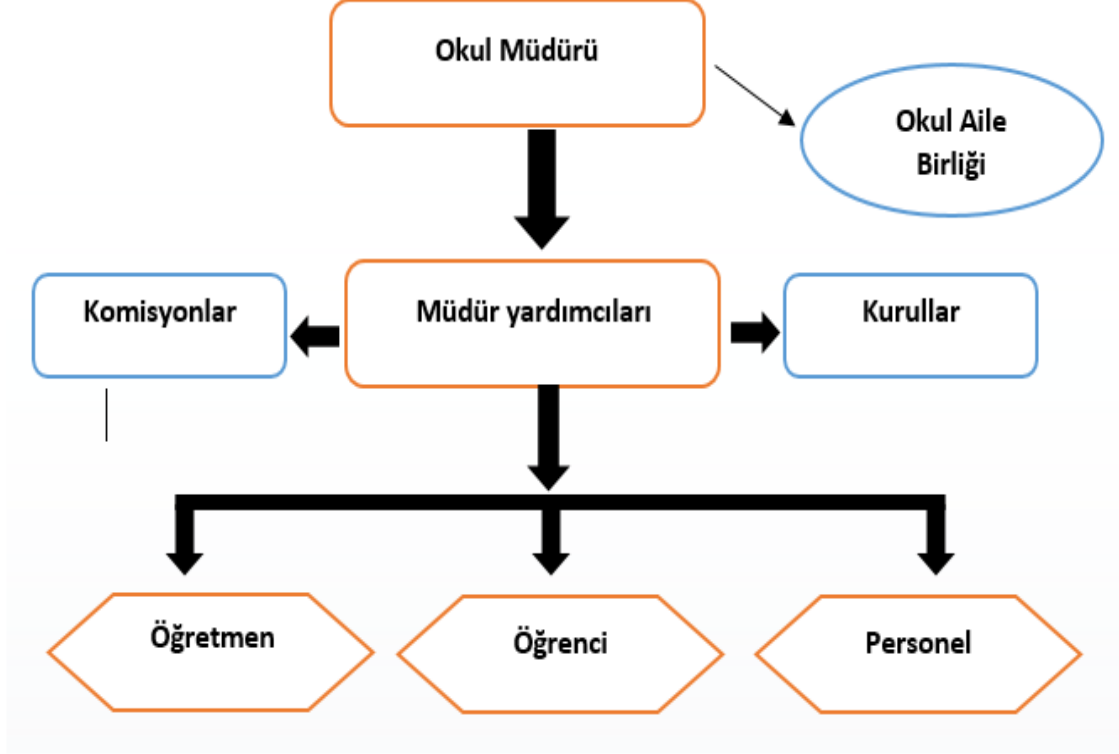 Okul Müdürü
Okul Aile
Birliği
Komisyonlar
Müdür yardımcıları
Kurullar
Öğretmen
Öğrenci
Personel